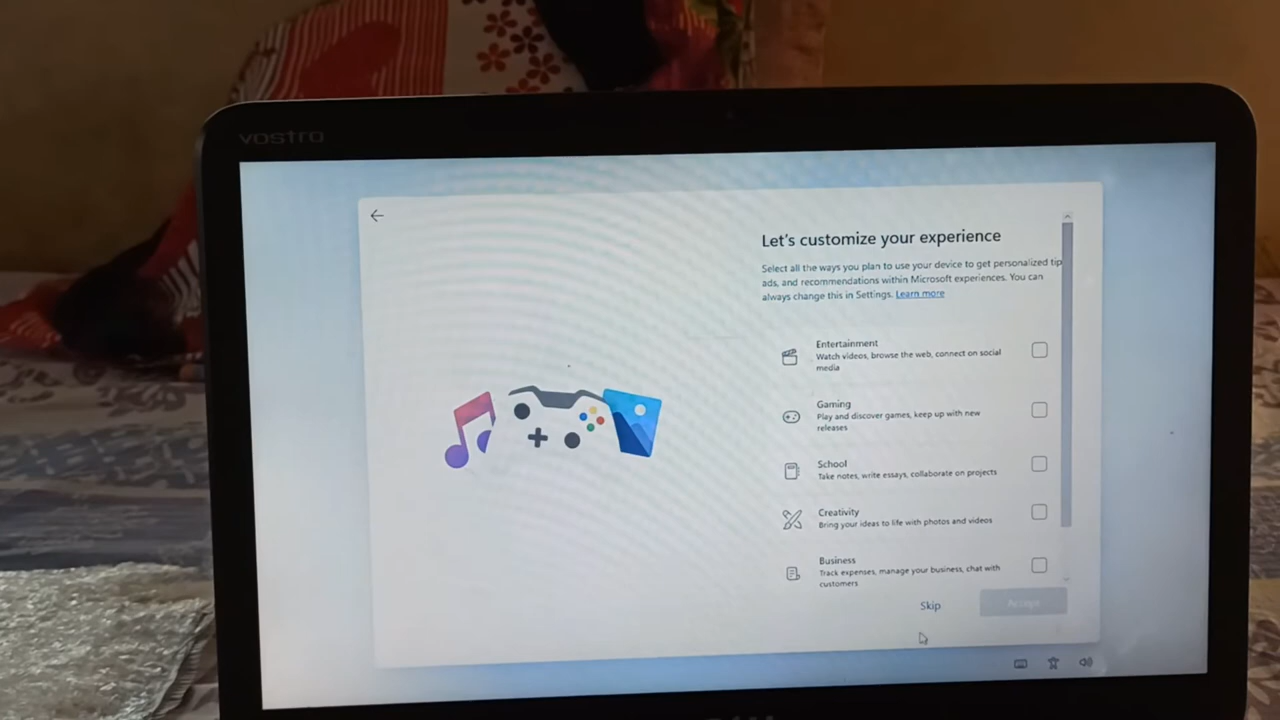 vostro
Let's customize your experience
Select all the ways you plan to use your device to get personalized tip
ads, and recommendations within Microsoft experiences. You can
always change this in Settings. Learn more
Entertainment
Watch videos, browse the web, connect on social
media
Gaming
Play and discover games, keep up with new
releases
School
Take notes, write essays, collaborate on projects
Creativity
Bring your ideas to life with photos and videos
Business
Track expenses, manage your business, chat with
customers
Skip
Accept